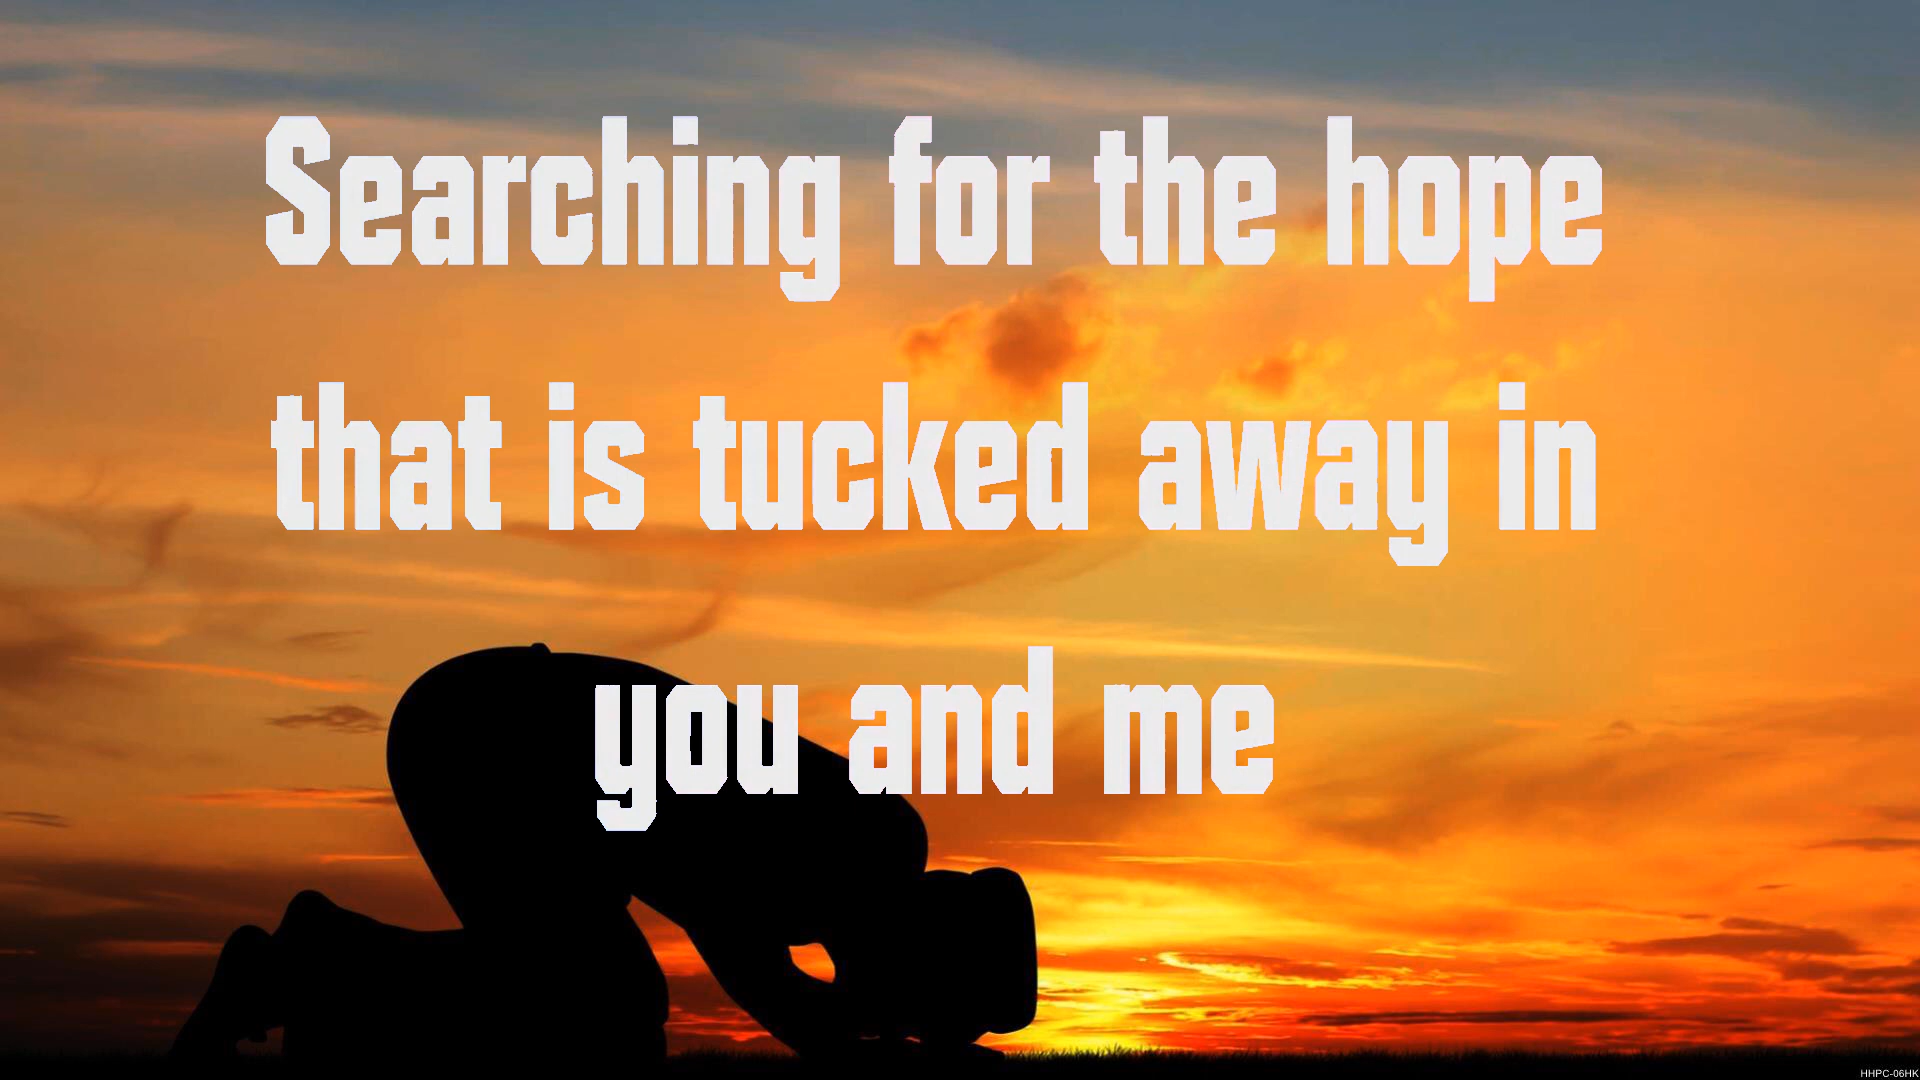 Searching for the hope
that is tucked away in
you and me
HHPC-06HK